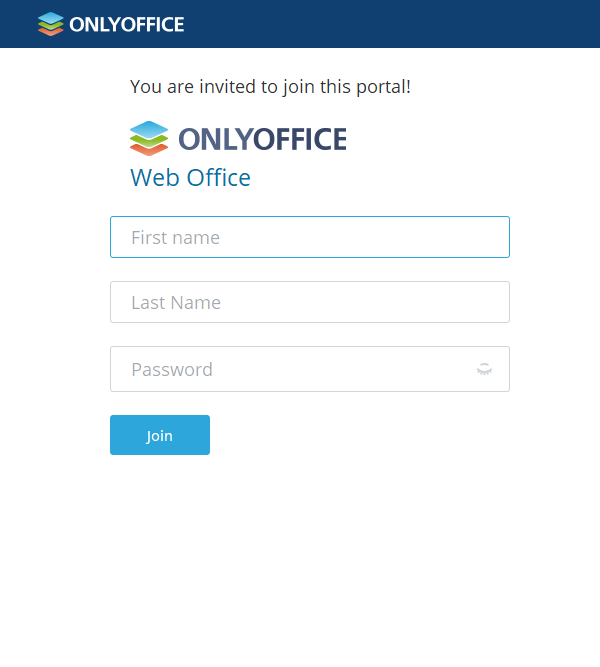 ONLYOFFICE
You are invited to join this portal!
ONLYOFFICE
Web Office
First name
Last Name
Password
Join